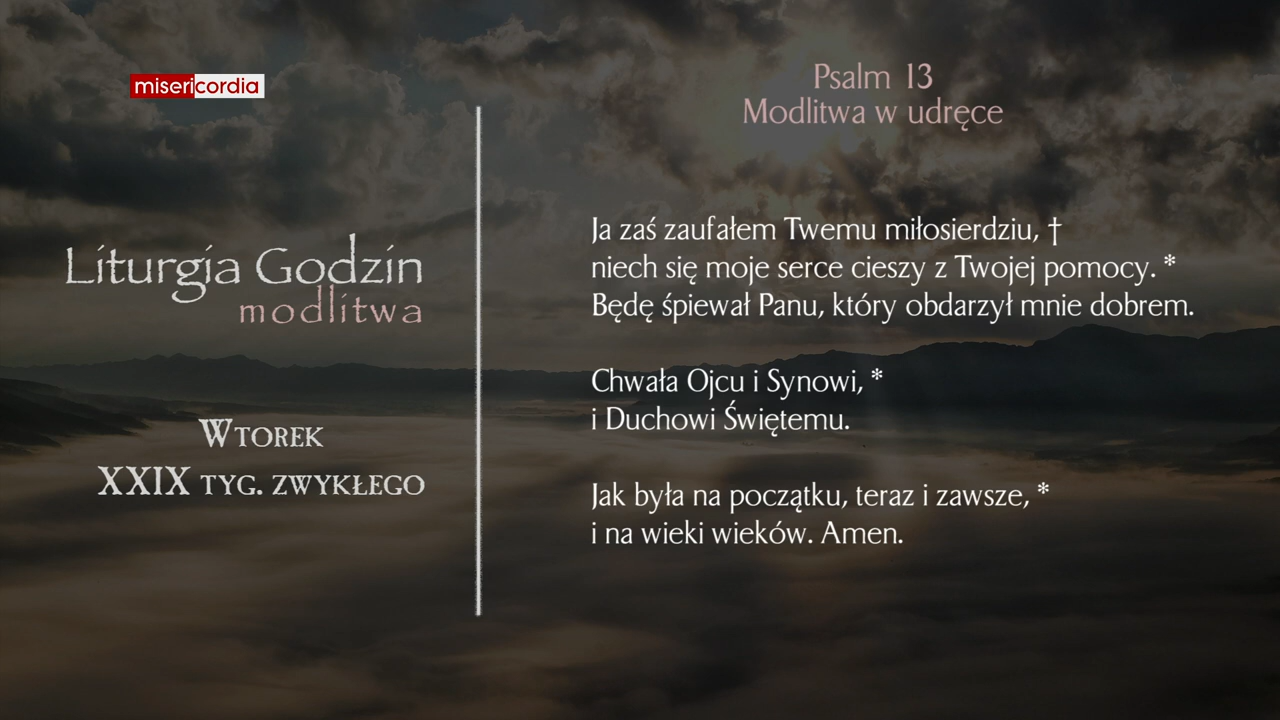 misericordia
Liturgia Godzin
modlitwa
Wtorek
XXIX tyg. zwykłego
Psalm 13
Modlitwa w udręce
Ja zaś zaufałem Twemu miłosierdziu, †
niech się moje serce cieszy z Twojej pomocy. *
Będę śpiewał Panu, który obdarzył mnie dobrem.
Chwała Ojcu i Synowi, *
i Duchowi Świętemu.
Jak była na początku, teraz i zawsze, *
i na wieki wieków. Amen.